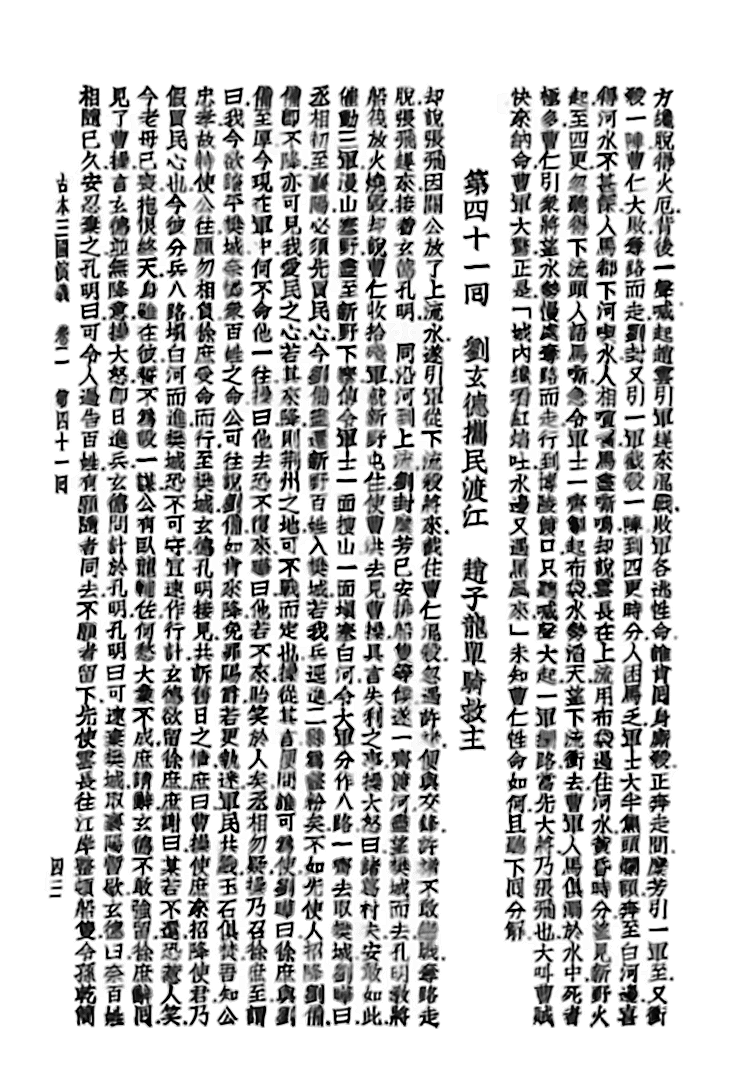 方纔脫得火厄背後一聲喊起趙雲引軍趕來混戰敗軍各逃性命誰肯回身廝殺正奔走間糜芳引一軍至又衝
殺一陣曹仁大敗奪路而走劉封又引一軍截殺一陣到四更時分人困馬乏軍士大半焦頭爛額奔至白河邊喜
得河水不甚深人馬都下河吃水人相喧嚷馬盡嘶鳴却說雲長在上流用布袋遏住河水黃昏時分望見新野火
起至四更忽聽得下流頭人語馬嘶急令軍士一齊掣起布袋水勢滔天望下流衝去曹軍人馬俱溺於水中死者
極多曹仁引衆將望水勢慢處奪路而走行到博陵渡口只聽喊聲大起一軍攔路當先大將乃張飛也大叫曹賊
快來納命曹軍大驚正是「城內纔看紅焰吐水邊又遇黑風來」未知曹仁性命如何且聽下回分解
第四十一回　劉玄德攜民渡江　趙子龍單騎救主
却說張飛因關公放了上流水遂引軍從下流殺將來截住曹仁混殺忽遇許褚便與交鋒許褚不敢戀戰奪路走
脫張飛趕來接着玄德孔明一同沿河到上流劉封糜芳已安排船隻等候遂一齊渡河盡望樊城而去孔明教將
船筏放火燒毀却說曹仁收拾殘軍就新野屯住使曹洪去見曹操具言失利之事操大怒曰諸葛村夫安敢如此
催動三軍漫山塞野盡至新野下寨傳令軍士一面搜山一面塡塞白河令大軍分作八路一齊去取樊城劉曄曰
丞相初至襄陽必須先買民心今劉備盡遷新野百姓入樊城若我兵逕進二縣爲虀粉矣不如先使人招降劉備
備即不降亦可見我愛民之心若其來降則荆州之地可不戰而定也操從其言便問誰可爲使劉曄曰徐庶與劉
備至厚今現在軍中何不命他一往操曰他去恐不復來曄曰他若不來貽笑於人矣丞相勿疑操乃召徐庶至謂
曰我今欲踏平樊城奈憐衆百姓之命公可往說劉備如肯來降免罪賜爵若更執迷軍民共戮玉石俱焚吾知公
忠孝故特使公往願勿相負徐庶受命而行至樊城玄德孔明接見共訴舊日之情庶曰曹操使庶來招降使君乃
假買民心也今彼分兵八路塡白河而進樊城恐不可守宜速作行計玄德欲留徐庶庶謝曰某若不還恐惹人笑
今老母已喪抱恨終天身雖在彼誓不爲設一謀公有臥龍輔佐何愁大業不成庶請辭玄德不敢強留徐庶辭回
見了曹操言玄德並無降意操大怒即日進兵玄德問計於孔明孔明曰可速棄樊城取襄陽暫歇玄德曰奈百姓
相隨已久安忍棄之孔明曰可令人遍告百姓有願隨者同去不願者留下先使雲長往江岸整頓船隻令孫乾簡
古本三國演義　卷二　第四十一回
四二